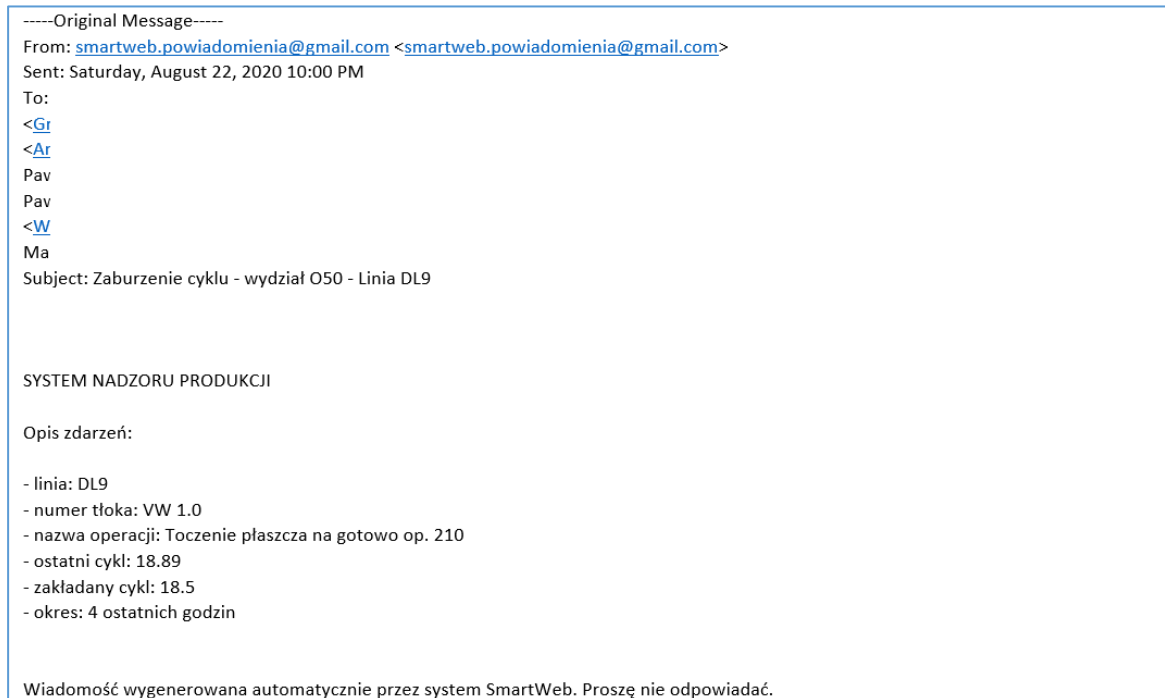 -----Original Message-----
From: smartweb.powiadomienia@gmail.com <smartweb.powiadomienia@gmail.com>
Sent: Saturday, August 22, 2020 10:00 PM
To:
<Gr
<Ar
Pav
Pav
<W
Ma
Subject: Zaburzenie cyklu - wydział O50 - Linia DL9
SYSTEM NADZORU PRODUKCJI
Opis zdarzeń:
- linia: DL9
- numer tłoka: VW 1.0
- nazwa operacji: Toczenie płaszcza na gotowo op. 210
- ostatni cykl: 18.89
- zakładany cykl: 18.5
- okres: 4 ostatnich godzin
Wiadomość wygenerowana automatycznie przez system SmartWeb. Proszę nie odpowiadać.